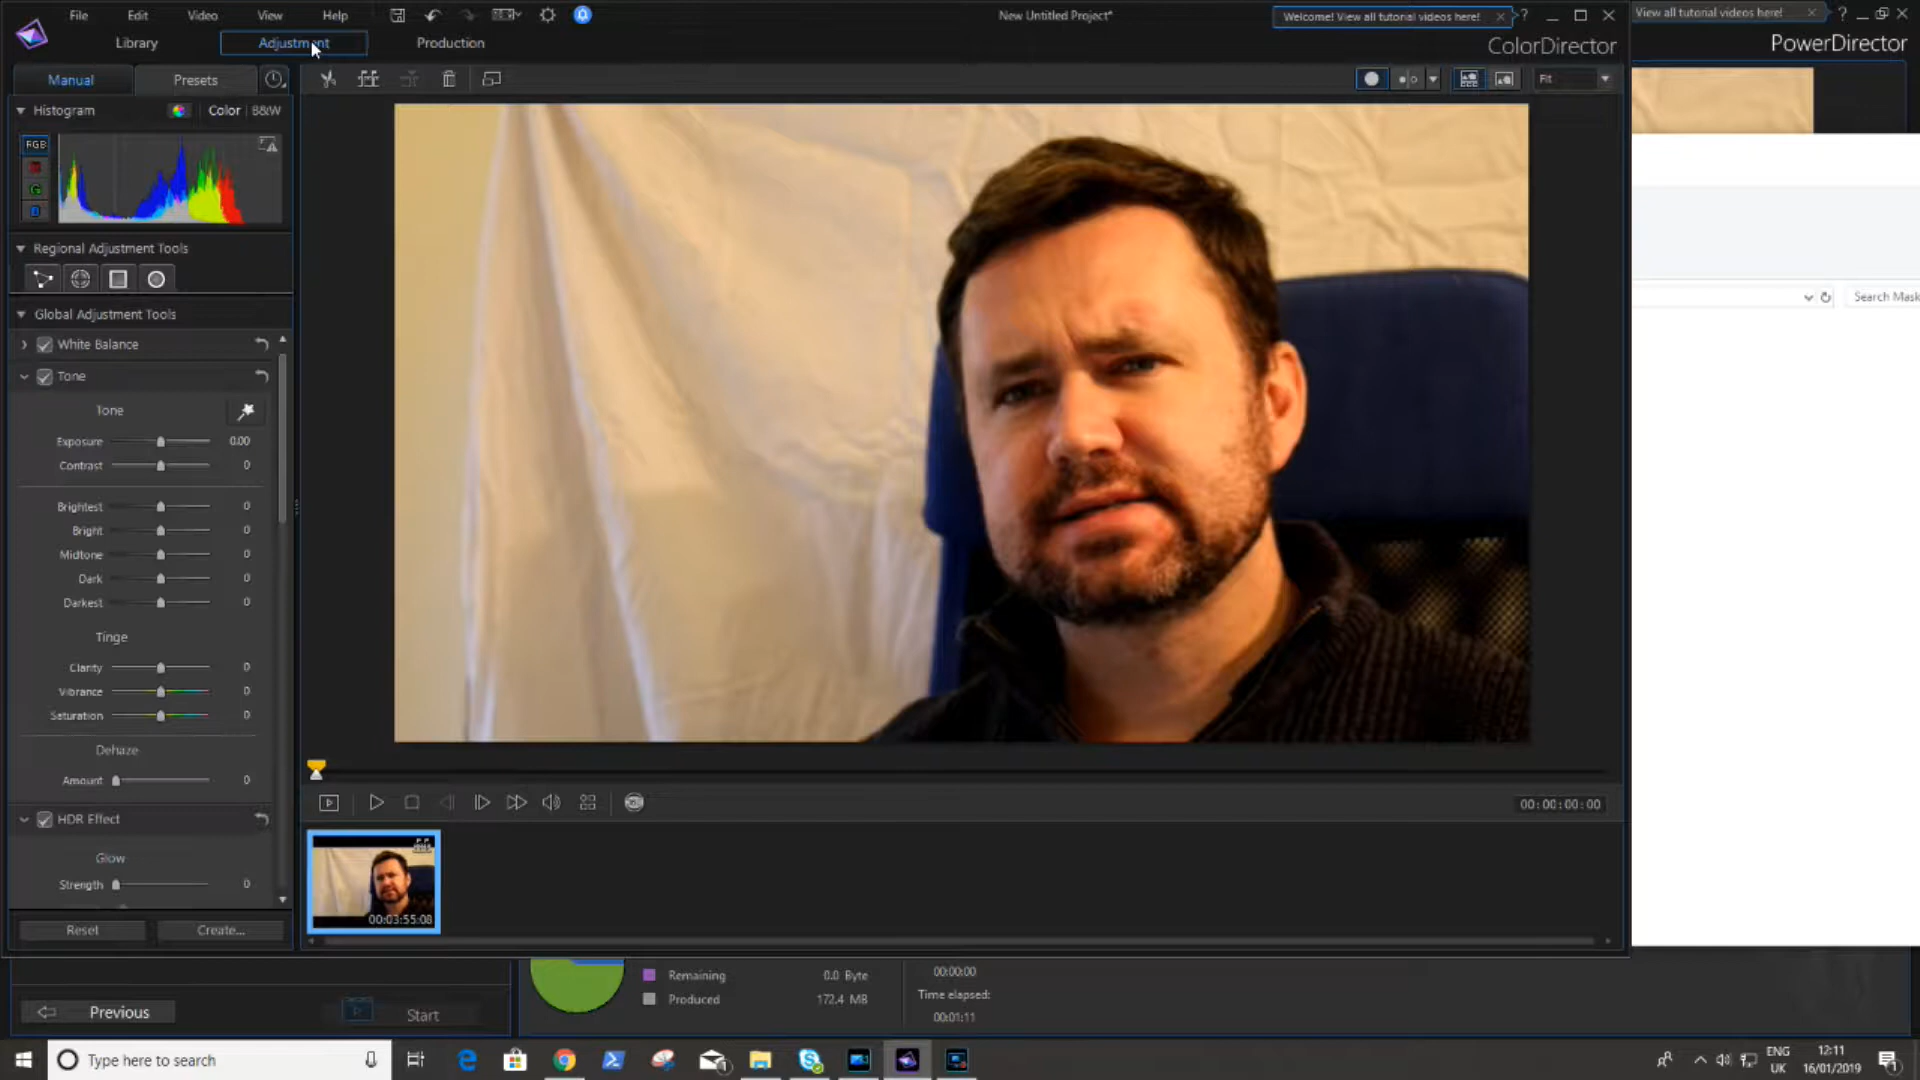 File Edit Video View Help
New Untitled Project*
Welcome! View all tutorial videos here!
View all tutorial videos here!
Library Adjustment Production
ColorDirector
PowerDirector
Manual Presets
Fit
Histogram Color B&W
RGB
R
G
B
Regional Adjustment Tools
Search Mask
Global Adjustment Tools
White Balance
Tone
Tone
Exposure 0.00
Contrast 0
Brightest 0
Bright 0
Midtone 0
Dark 0
Darkest 0
Tinge
Clarity 0
Vibrance 0
Saturation 0
Dehaze
Amount 0
00:00:00:00
HDR Effect
Glow
Strength 0
00:03:55:08
Reset Create...
Remaining 0.0 Byte
Produced 172.4 MB
00:00:00
Time elapsed:
00:01:11
Previous Start
Type here to search
ENG
UK
12:11
16/01/2019